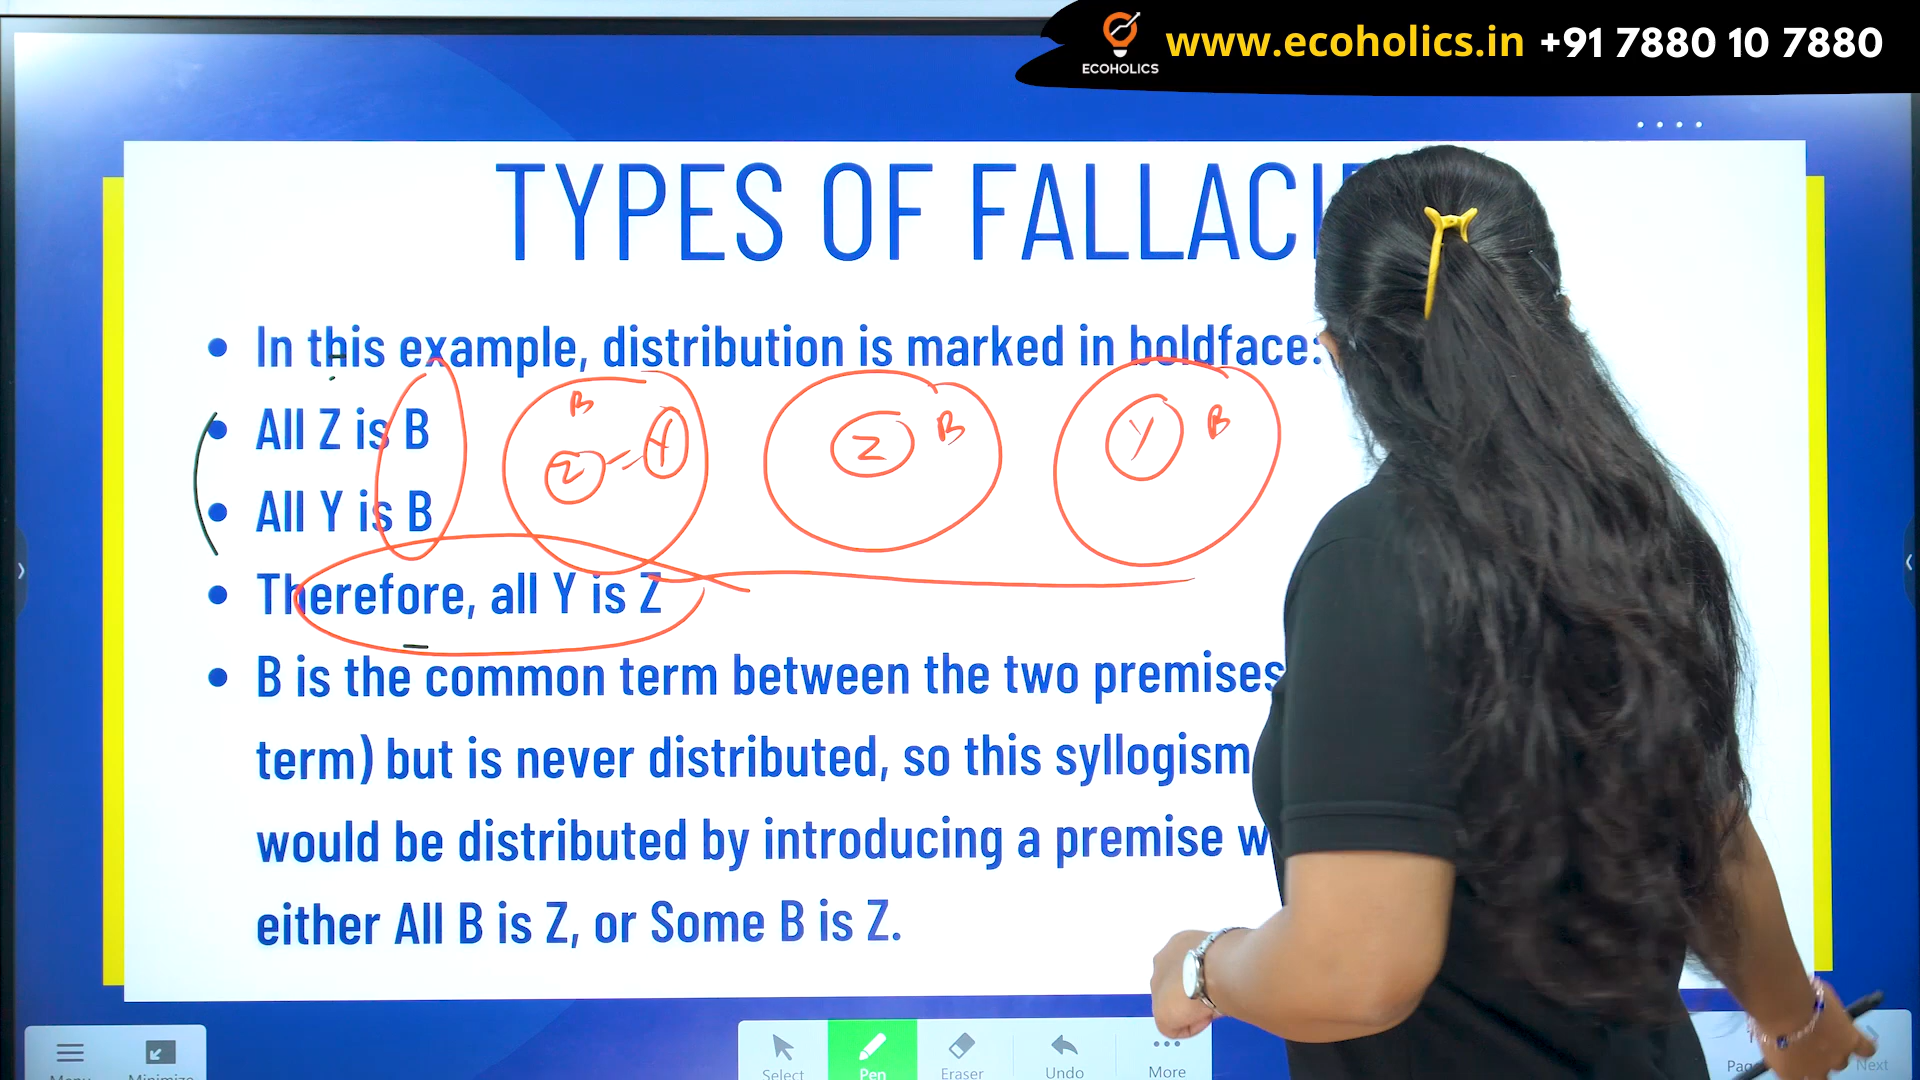 www.ecoholics.in +91 7880 10 7880
ECOHOLICS
TYPES OF FALLACI
• In this example, distribution is marked in boldface:
• All Z is B
• All Y is B
• Therefore, all Y is Z
B
Z = Y
Z B
Y B
• B is the common term between the two premises
term) but is never distributed, so this syllogism
would be distributed by introducing a premise w
either All B is Z, or Some B is Z.
Menu Minimize Select Pen Eraser Undo More Next